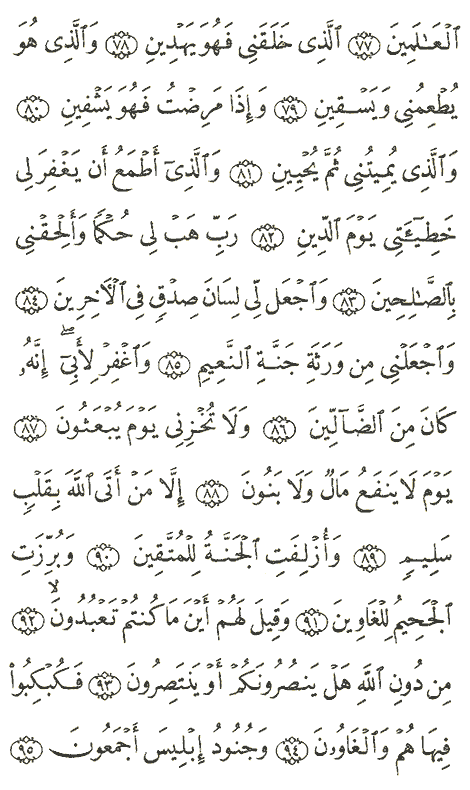 ٱلۡعَـٰلَمِينَ ٧٧ ٱلَّذِى خَلَقَنِى فَهُوَ يَهۡدِينِ ٧٨ وَٱلَّذِى هُوَ
يُطۡعِمُنِى وَيَسۡقِينِ ٧٩ وَإِذَا مَرِضۡتُ فَهُوَ يَشۡفِينِ ٨٠
وَٱلَّذِى يُمِيتُنِى ثُمَّ يُحۡيِينِ ٨١ وَٱلَّذِىٓ أَطۡمَعُ أَن يَغۡفِرَ لِى
خَطِيٓـَٔتِى يَوۡمَ ٱلدِّينِ ٨٢ رَبِّ هَبۡ لِى حُكۡمًا وَأَلۡحِقۡنِى
بِٱلصَّـٰلِحِينَ ٨٣ وَٱجۡعَل لِّى لِسَانَ صِدۡقٍ فِى ٱلۡأَخِرِينَ ٨٤
وَٱجۡعَلۡنِى مِن وَرَثَةِ جَنَّةِ ٱلنَّعِيمِ ٨٥ وَٱغۡفِرۡ لِأَبِىٓ ۖ إِنَّهُۥ
كَانَ مِنَ ٱلضَّآلِّينَ ٨٦ وَلَا تُخۡزِنِى يَوۡمَ يُبۡعَثُونَ ٨٧
يَوۡمَ لَا يَنفَعُ مَالٌ وَلَا بَنُونَ ٨٨ إِلَّا مَنۡ أَتَى ٱللَّهَ بِقَلۡبٍ
سَلِيمٍ ٨٩ وَأُزۡلِفَتِ ٱلۡجَنَّةُ لِلۡمُتَّقِينَ ٩٠ وَبُرِّزَتِ
ٱلۡجَحِيمُ لِلۡغَاوِينَ ٩١ وَقِيلَ لَهُمۡ أَيۡنَ مَا كُنتُمۡ تَعۡبُدُونَ ۙ ٩٢
مِن دُونِ ٱللَّهِ هَلۡ يَنصُرُونَكُمۡ أَوۡ يَنتَصِرُونَ ٩٣ فَكُبۡكِبُواْ
فِيهَا هُمۡ وَٱلۡغَاوُۥنَ ٩٤ وَجُنُودُ إِبۡلِيسَ أَجۡمَعُونَ ٩٥